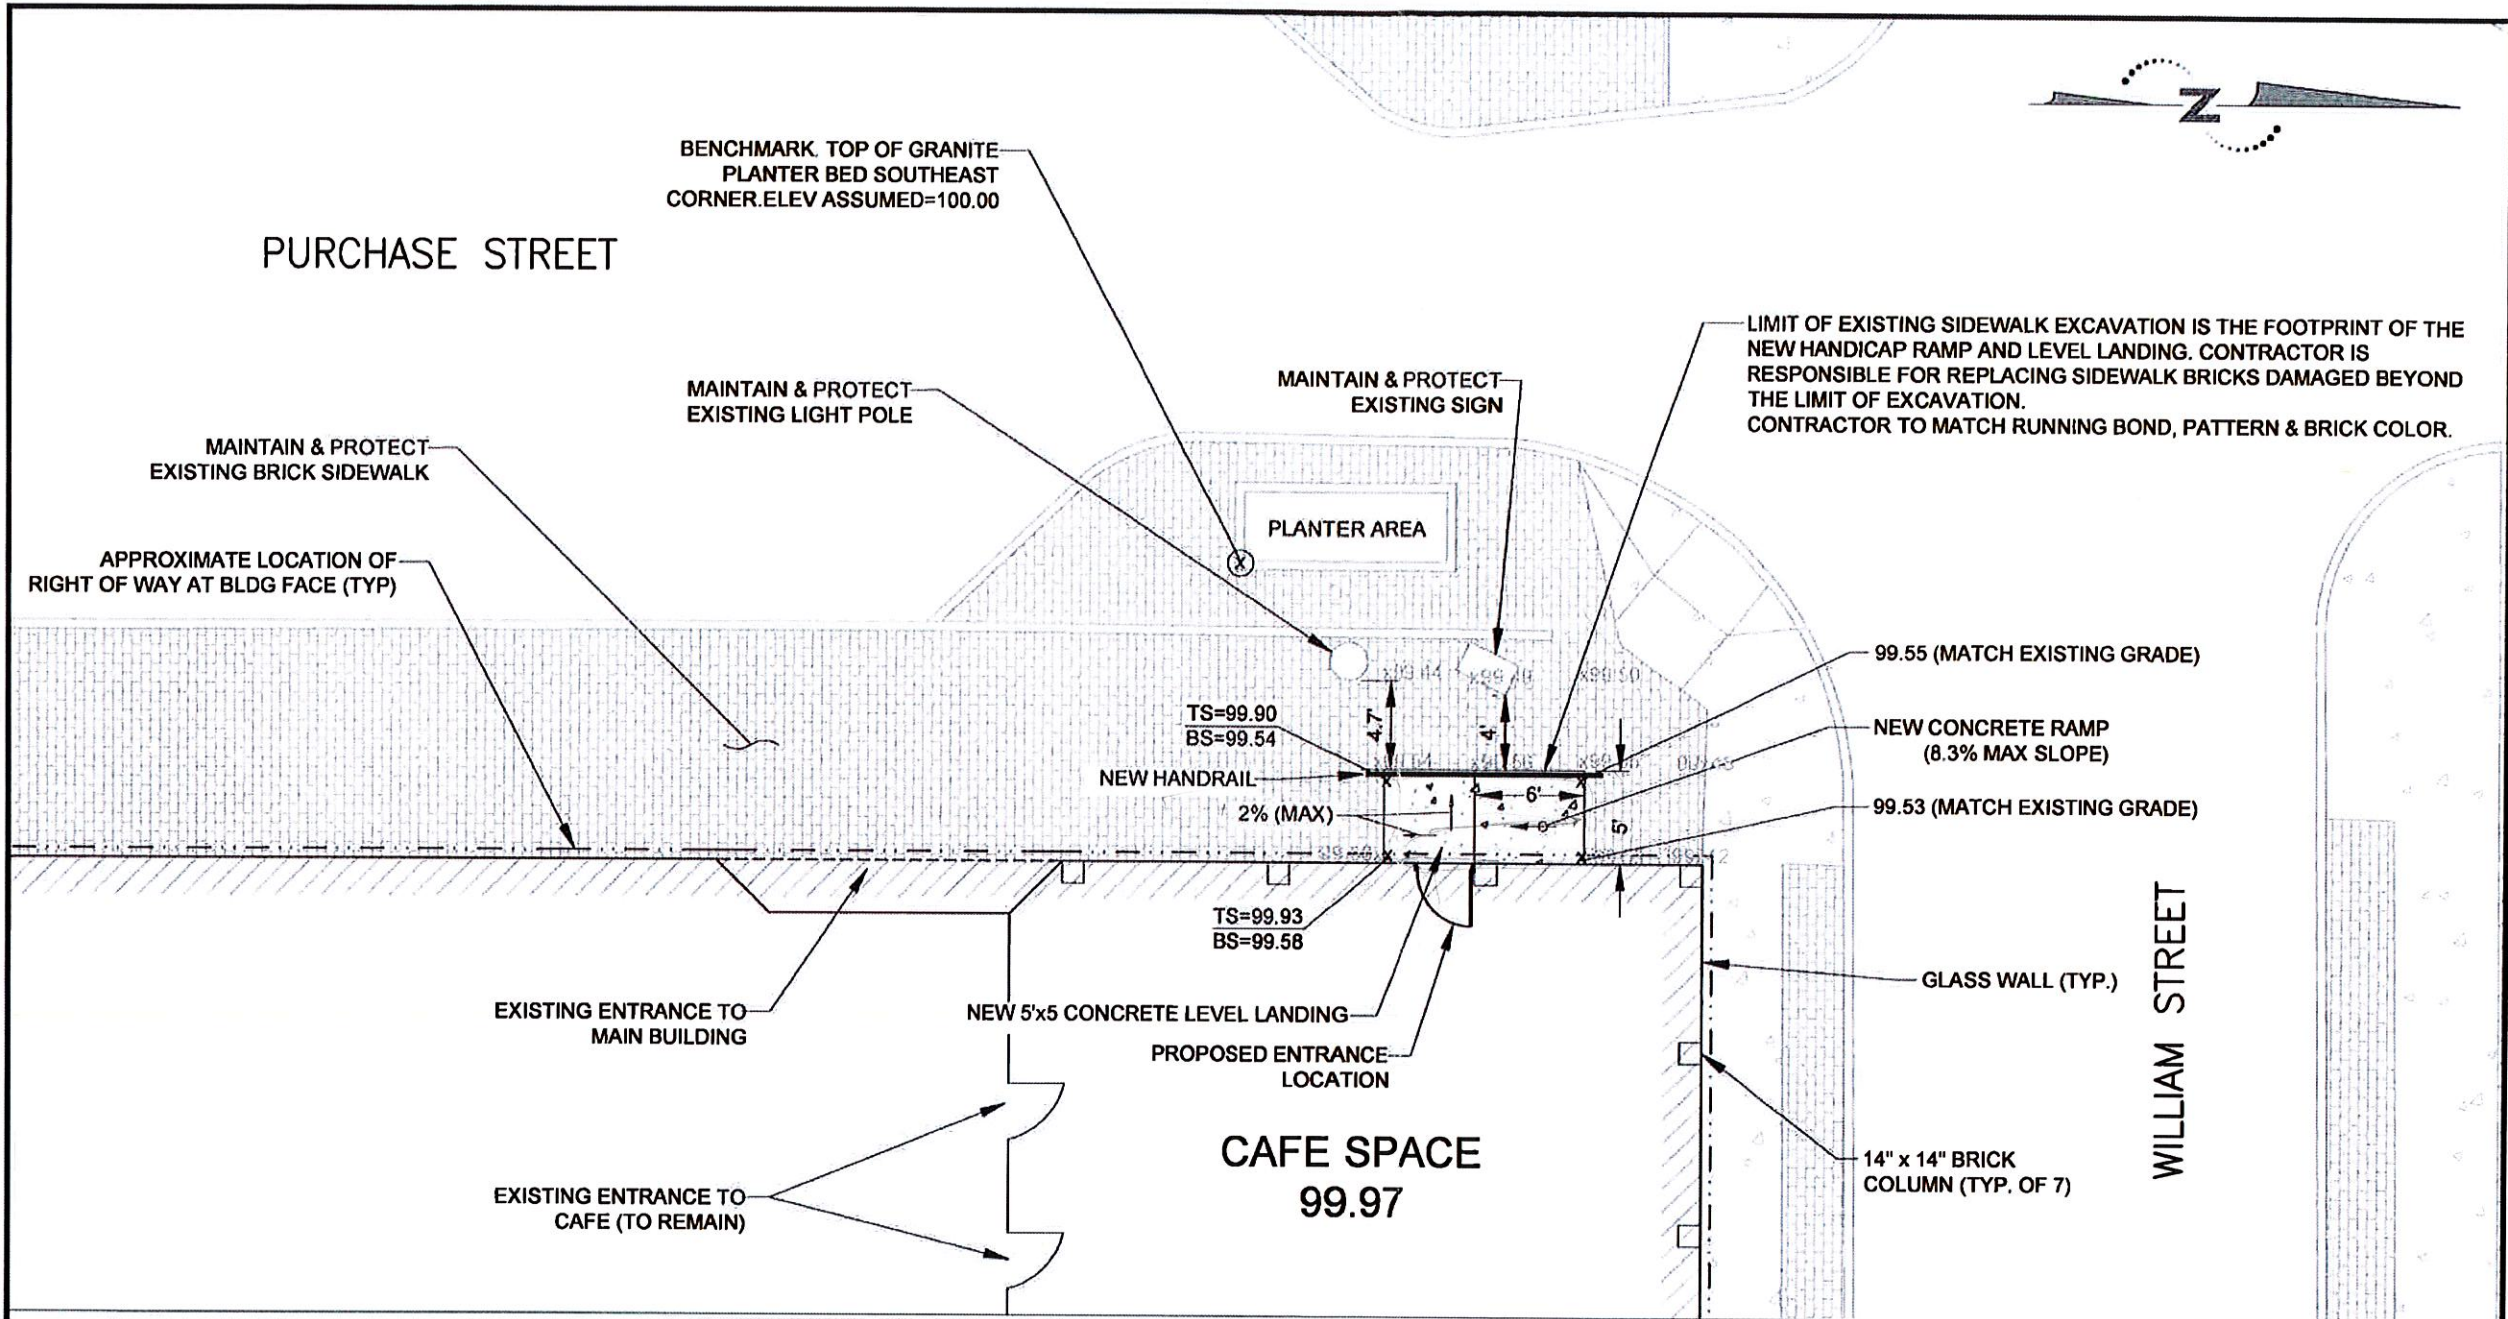 Z
BENCHMARK. TOP OF GRANITE
PLANTER BED SOUTHEAST
CORNER.ELEV ASSUMED=100.00
PURCHASE STREET
LIMIT OF EXISTING SIDEWALK EXCAVATION IS THE FOOTPRINT OF THE
NEW HANDICAP RAMP AND LEVEL LANDING. CONTRACTOR IS
RESPONSIBLE FOR REPLACING SIDEWALK BRICKS DAMAGED BEYOND
THE LIMIT OF EXCAVATION.
CONTRACTOR TO MATCH RUNNING BOND, PATTERN & BRICK COLOR.
MAINTAIN & PROTECT
EXISTING SIGN
MAINTAIN & PROTECT
EXISTING LIGHT POLE
MAINTAIN & PROTECT
EXISTING BRICK SIDEWALK
PLANTER AREA
X
APPROXIMATE LOCATION OF
RIGHT OF WAY AT BLDG FACE (TYP)
x99.50
99.55 (MATCH EXISTING GRADE)
TS=99.90
BS=99.54
4.7'
4'
NEW CONCRETE RAMP
(8.3% MAX SLOPE)
NEW HANDRAIL
6'
2% (MAX)
5'
99.53 (MATCH EXISTING GRADE)
TS=99.93
BS=99.58
GLASS WALL (TYP.)
WILLIAM STREET
EXISTING ENTRANCE TO
MAIN BUILDING
NEW 5'x5 CONCRETE LEVEL LANDING
PROPOSED ENTRANCE
LOCATION
CAFE SPACE
99.97
14" x 14" BRICK
COLUMN (TYP. OF 7)
EXISTING ENTRANCE TO
CAFE (TO REMAIN)